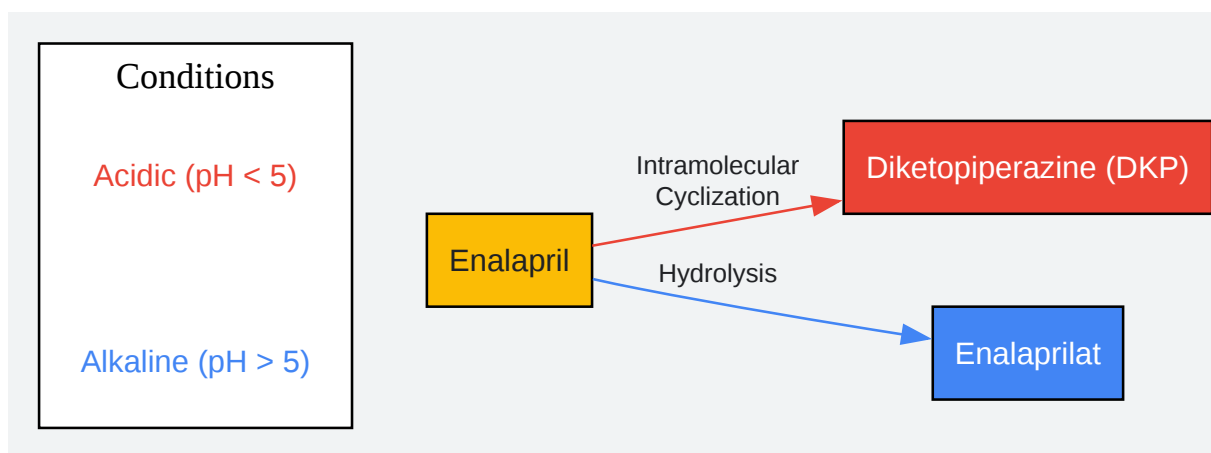 Conditions
Acidic (pH < 5)
Alkaline (pH > 5)
Enalapril
Intramolecular
Cyclization
Hydrolysis
Diketopiperazine (DKP)
Enalaprilat